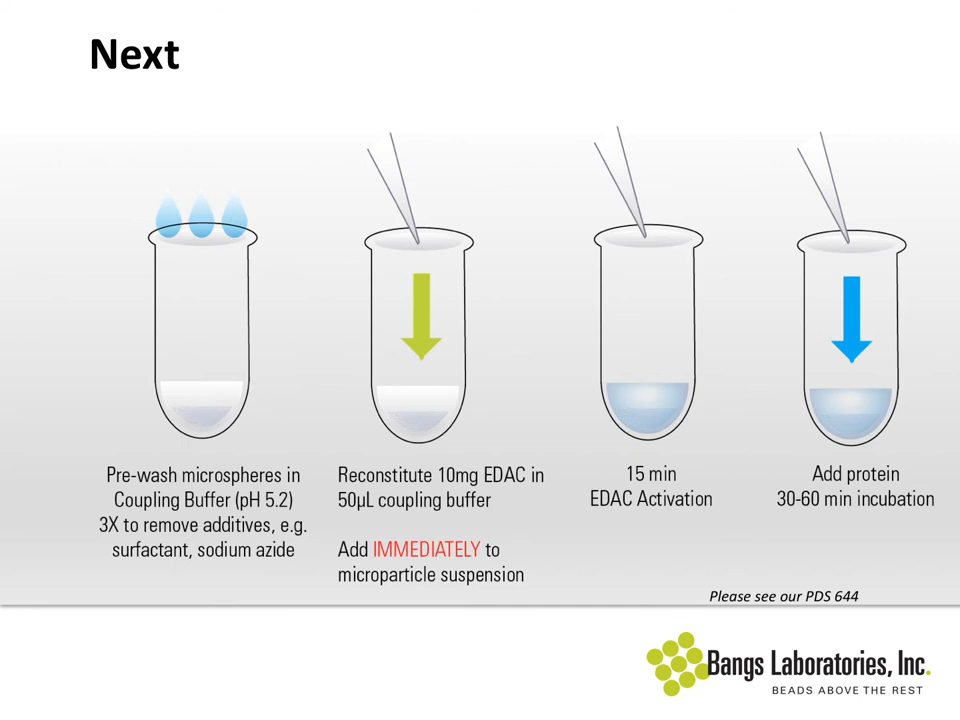 Next
Pre-wash microspheres in
Coupling Buffer (pH 5.2)
3X to remove additives, e.g.
surfactant, sodium azide
Reconstitute 10mg EDAC in
50µL coupling buffer
Add IMMEDIATELY to
microparticle suspension
15 min
EDAC Activation
Add protein
30-60 min incubation
Please see our PDS 644
Bangs Laboratories, Inc.
BEADS ABOVE THE REST